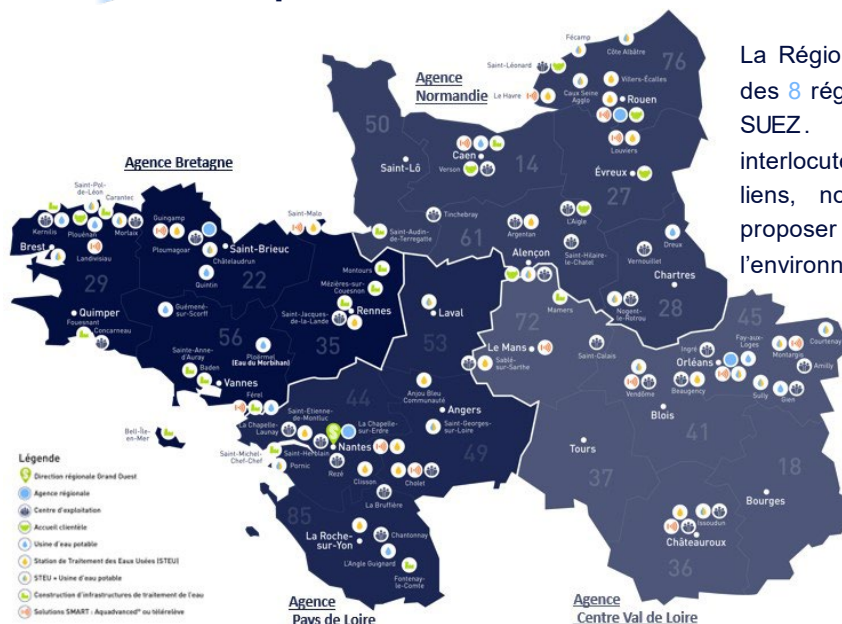 La Régio
des 8 rég
SUEZ.
interlocute
liens, no
proposer
l'environn
Agence
Normandie
Fécamp
Côte Albâtre
76
Saint-Léonard
Villers-Écalles
Le Havre
Caux Seine
Agglo
Rouen
Louviers
50
Caen
Saint-Lô
14
Verson
Évreux
27
Tinchebray
L'Aigle
Argentan
61
Saint-Audin-
de-Terregatte
Saint-Hilaire-
le-Chatel
Alençon
Dreux
Vernouillet
Chartres
28
Nogent-
le-Rotrou
Agence Bretagne
Saint-Pol-
de-Léon
Carantec
Kernilis
Plouénan
Morlaix
Brest
Landivisiau
Guingamp
Ploumagoar
Saint-Brieuc
Châtelaudrun
Quintin
Saint-Malo
29
22
Montours
Mézières-sur-
Couesnon
Quimper
Fouesnant
Concarneau
Guémené-
sur-Scorff
Saint-Jacques-
de-la-Lande
Rennes
35
56
Ploërmel
(Eau du Morbihan)
Sainte-Anne-
d'Auray
Baden
Vannes
Férel
Bell-Île-
en-Mer
Laval
53
72
Mamers
Le Mans
Sablé-
sur-Sarthe
Saint-Calais
45
Ingré
Fay-aux-
Loges
Courtenay
Orléans
Montargis
Amilly
Vendôme
Beaugency
Sully
Gien
Blois
41
Tours
37
18
Bourges
Issoudun
Châteauroux
36
44
Anjou Bleu
Communauté
Angers
Saint-Georges-
sur-Loire
49
Saint-Etienne-
de-Montluc
La Chapelle-
Launay
La Chapelle-
sur-Erdre
Saint-Herblain
Nantes
Saint-Michel-
Chef-Chef
Pornic
Rezé
Clisson
Cholet
La Bruffière
85
La Roche-
sur-Yon
Chantonnay
L'Angle Guignard
Fontenay-
le-Comte
Agence
Pays de Loire
Agence
Centre Val de Loire
Légende
Direction régionale Grand Ouest
Agence régionale
Centre d'exploitation
Accueil clientèle
Usine d'eau potable
Station de Traitement des Eaux Usées (STEU)
STEU + Usine d'eau potable
Construction d'infrastructures de traitement de l'eau
Solutions SMART : Aquadvanced® ou télérelève